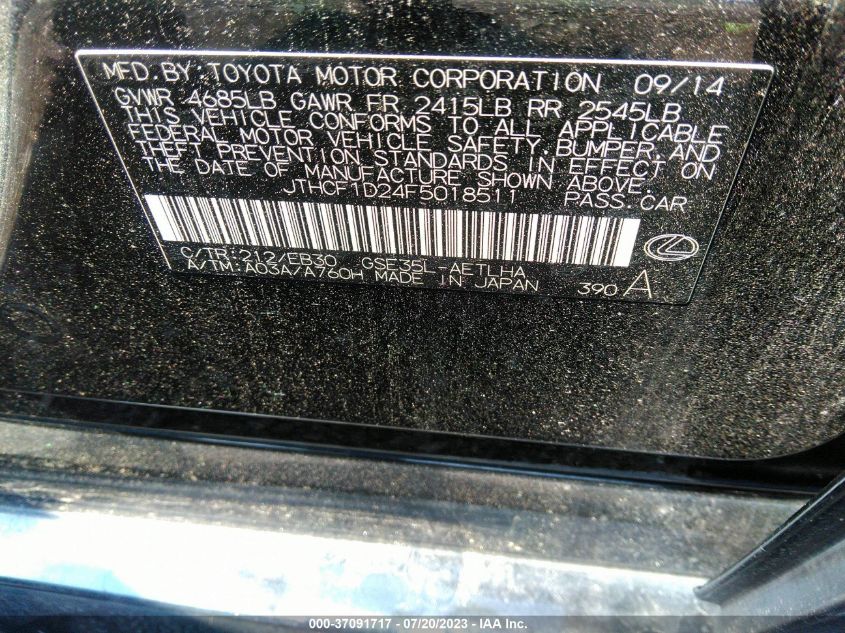 MFD.BY:TOYOTA MOTOR CORPORATION 09/14
GVWR 4685LB GAWR FR 2415LB RR 2545LB
THIS VEHICLE CONFORMS TO ALL APPLICABLE
FEDERAL MOTOR VEHICLE SAFETY,BUMPER,AND
THEFT PREVENTION STANDARDS IN EFFECT ON
THE DATE OF MANUFACTURE SHOWN ABOVE.
JTHCF1D24F5018511 PASS.CAR
C/TR:212/EB30 GSE35L-AETLHA
A/TM:A03A/A760H MADE IN JAPAN 390 A
000-37091717 - 07/20/2023 - IAA Inc.